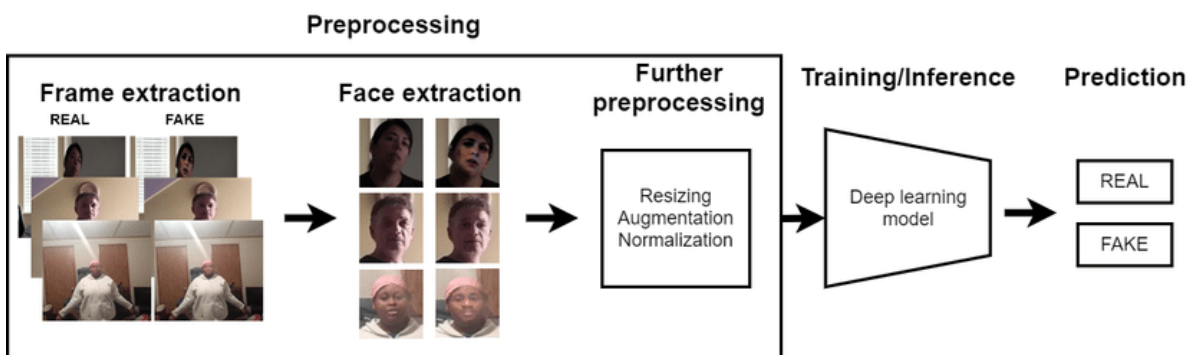 Preprocessing
Frame extraction
REAL FAKE
Face extraction
Further
preprocessing
Resizing
Augmentation
Normalization
Training/Inference
Deep learning
model
Prediction
REAL
FAKE